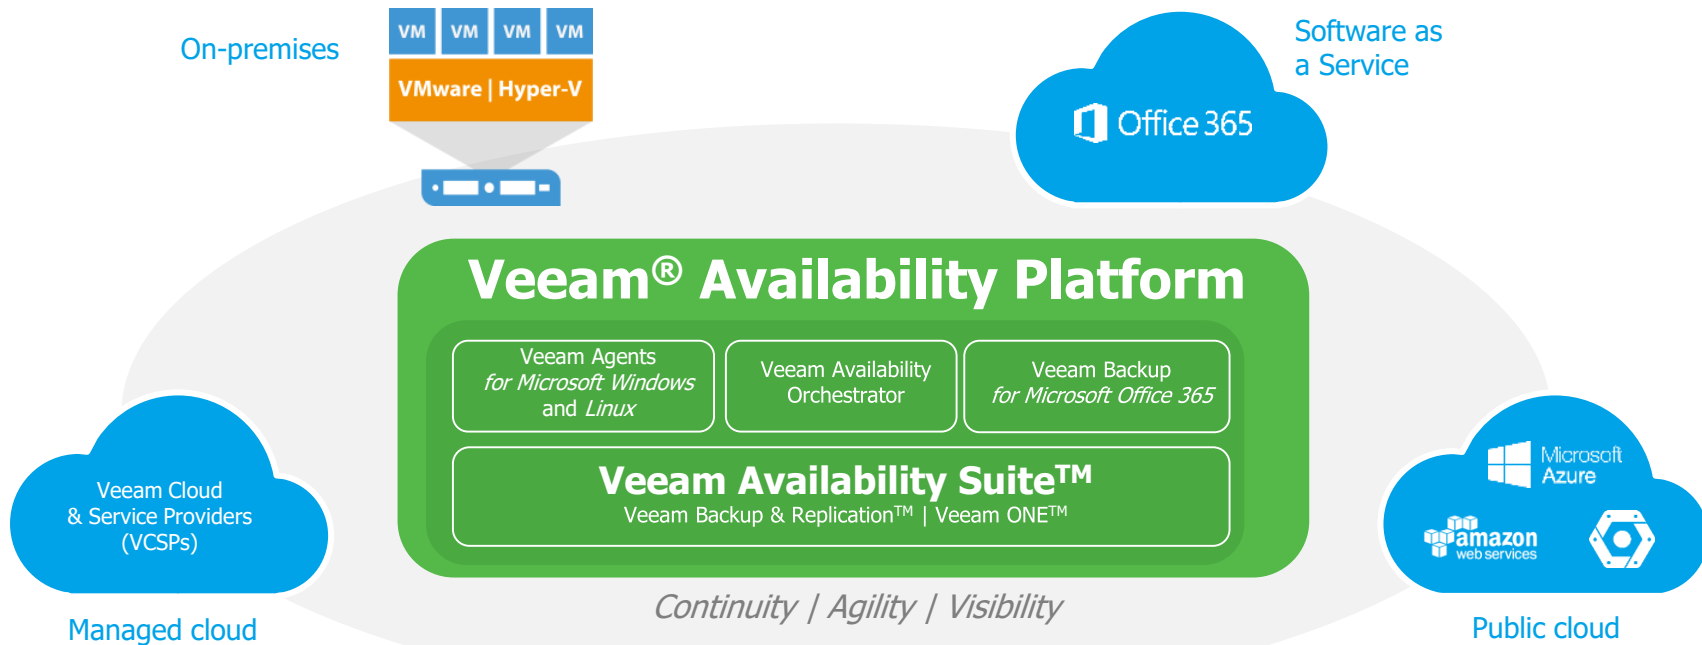 On-premises
VM VM VM VM
VMware | Hyper-V
Software as
a Service
Office 365
Veeam® Availability Platform
Veeam Agents
for Microsoft Windows
and Linux
Veeam Availability
Orchestrator
Veeam Backup
for Microsoft Office 365
Veeam Availability Suite™
Veeam Backup & Replication™ | Veeam ONE™
Continuity | Agility | Visibility
Veeam Cloud
& Service Providers
(VCSPs)
Managed cloud
Microsoft
Azure
amazon
web services
Public cloud